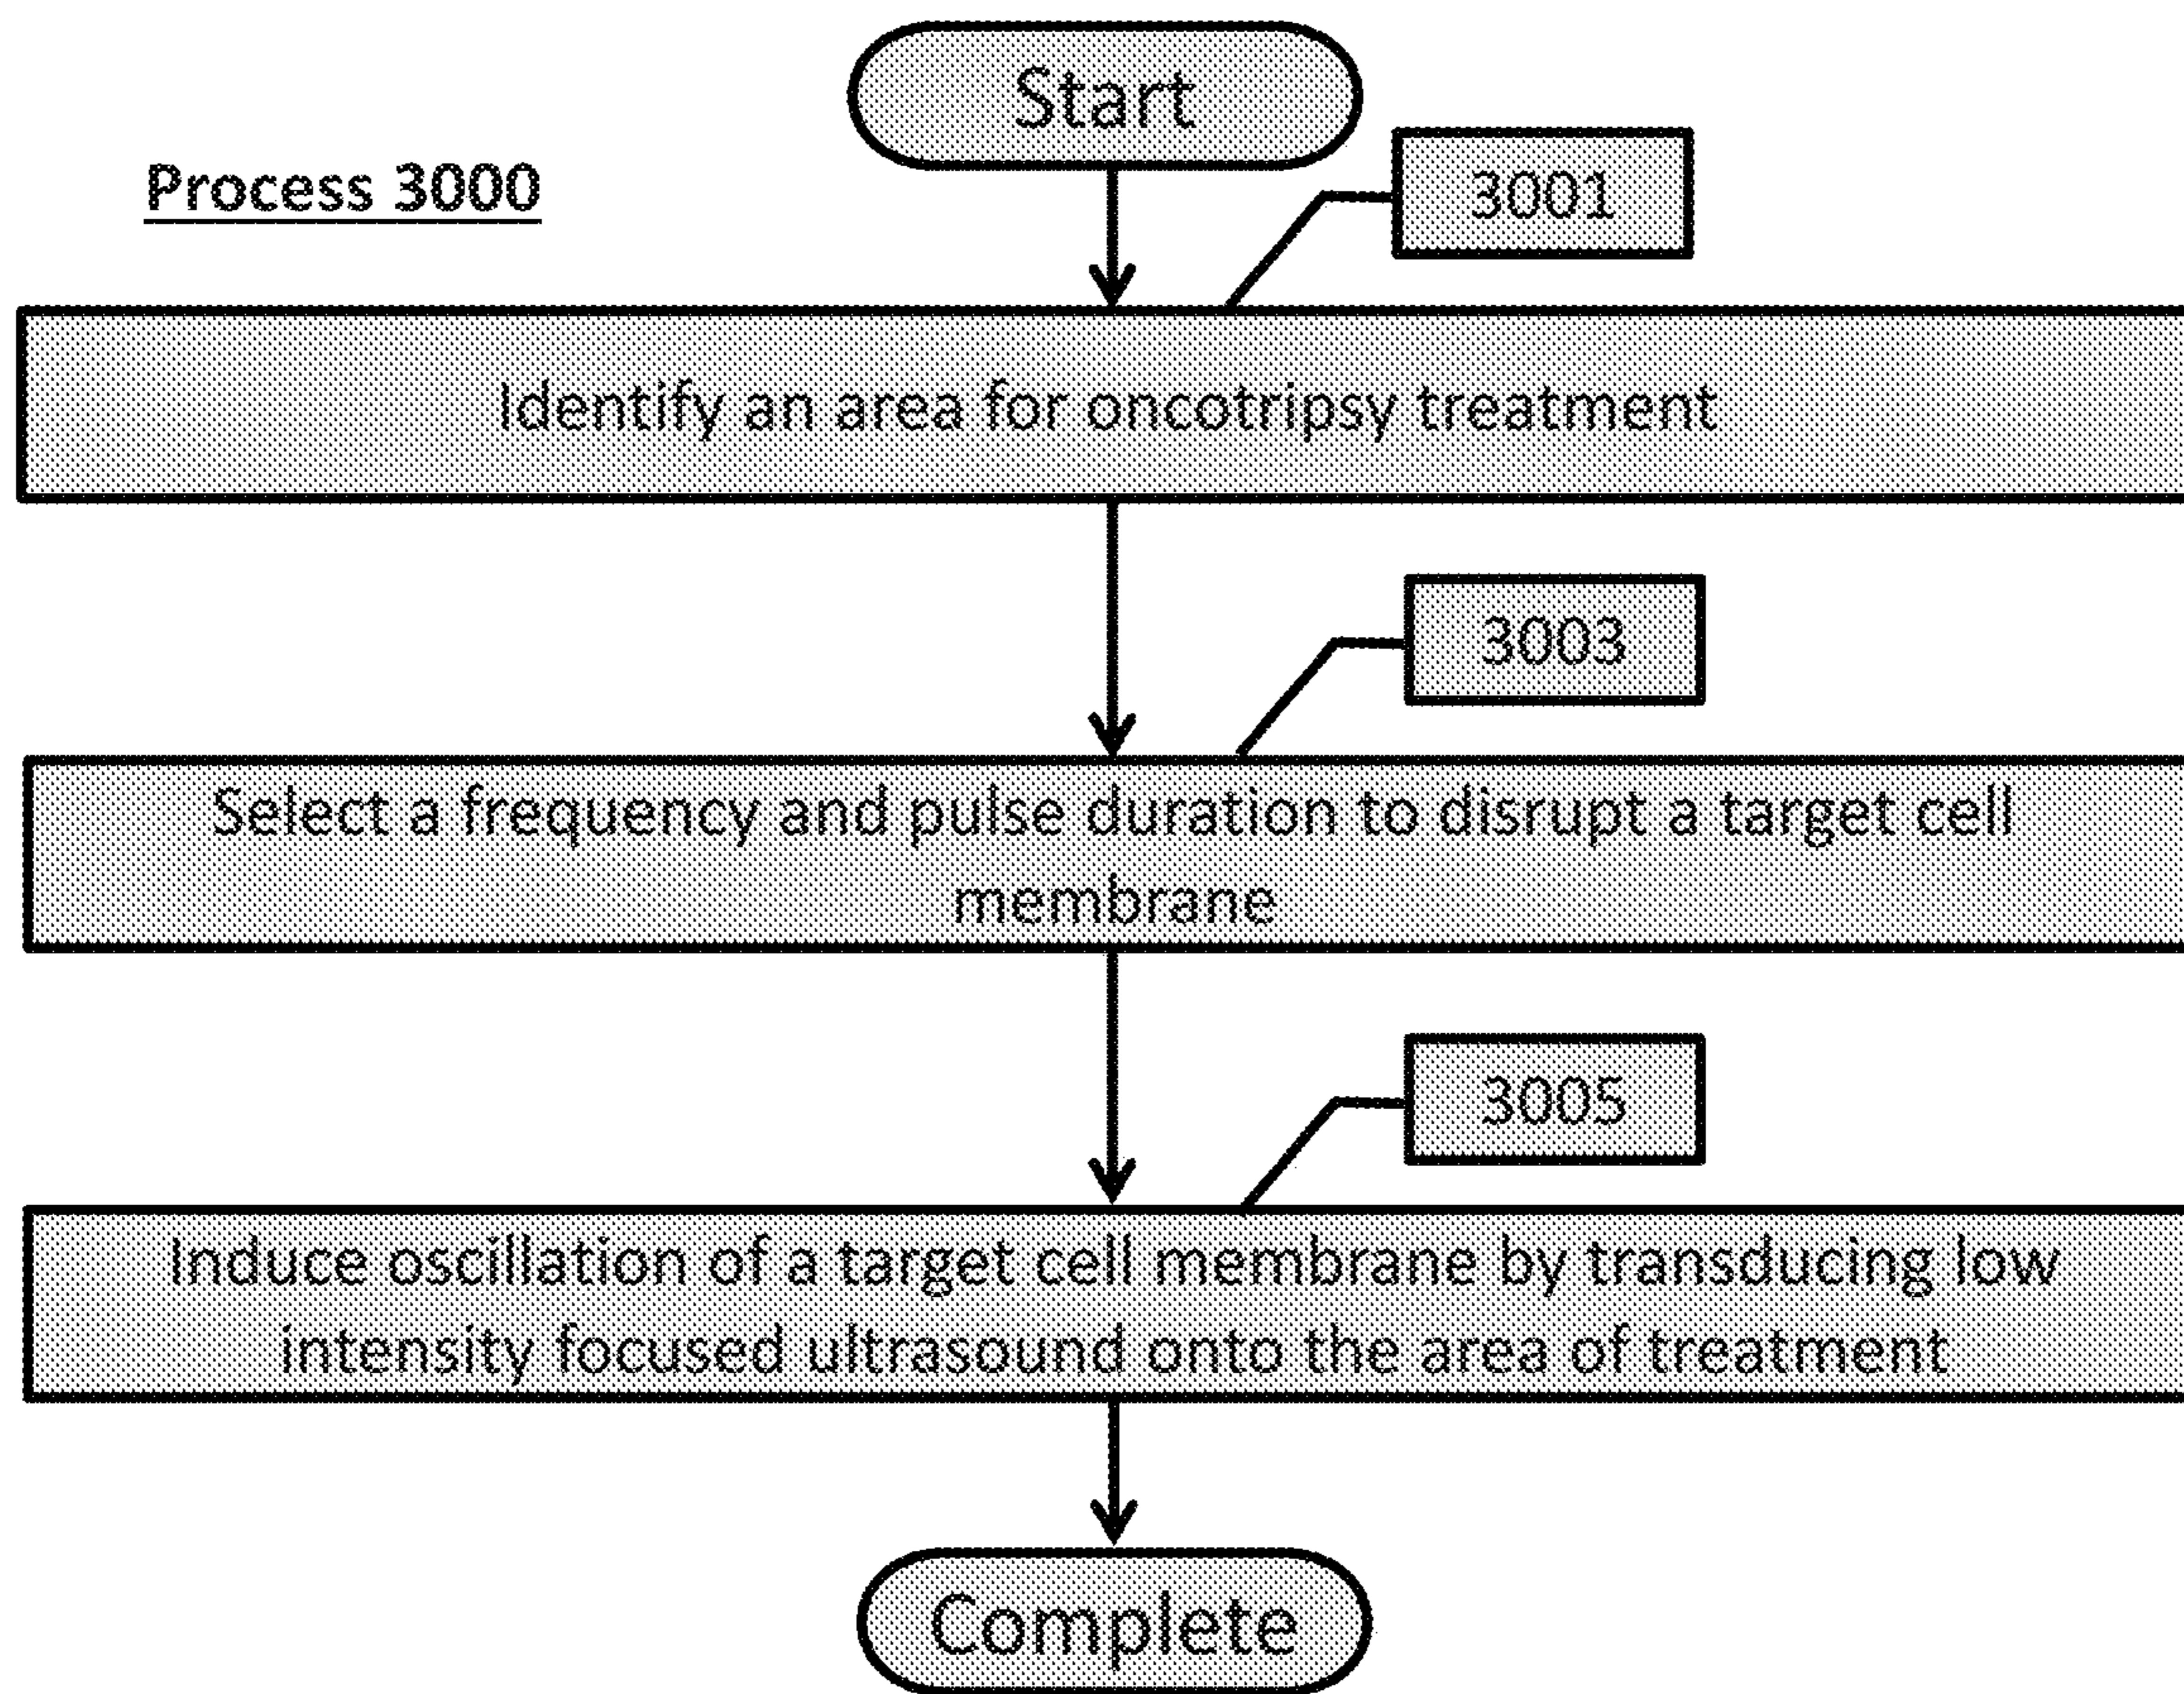 Start
Process 3000
3001
Identify an area for oncotripsy treatment
3003
Select a frequency and pulse duration to disrupt a target cell
membrane
3005
Induce oscillation of a target cell membrane by transducing low
intensity focused ultrasound onto the area of treatment
Complete